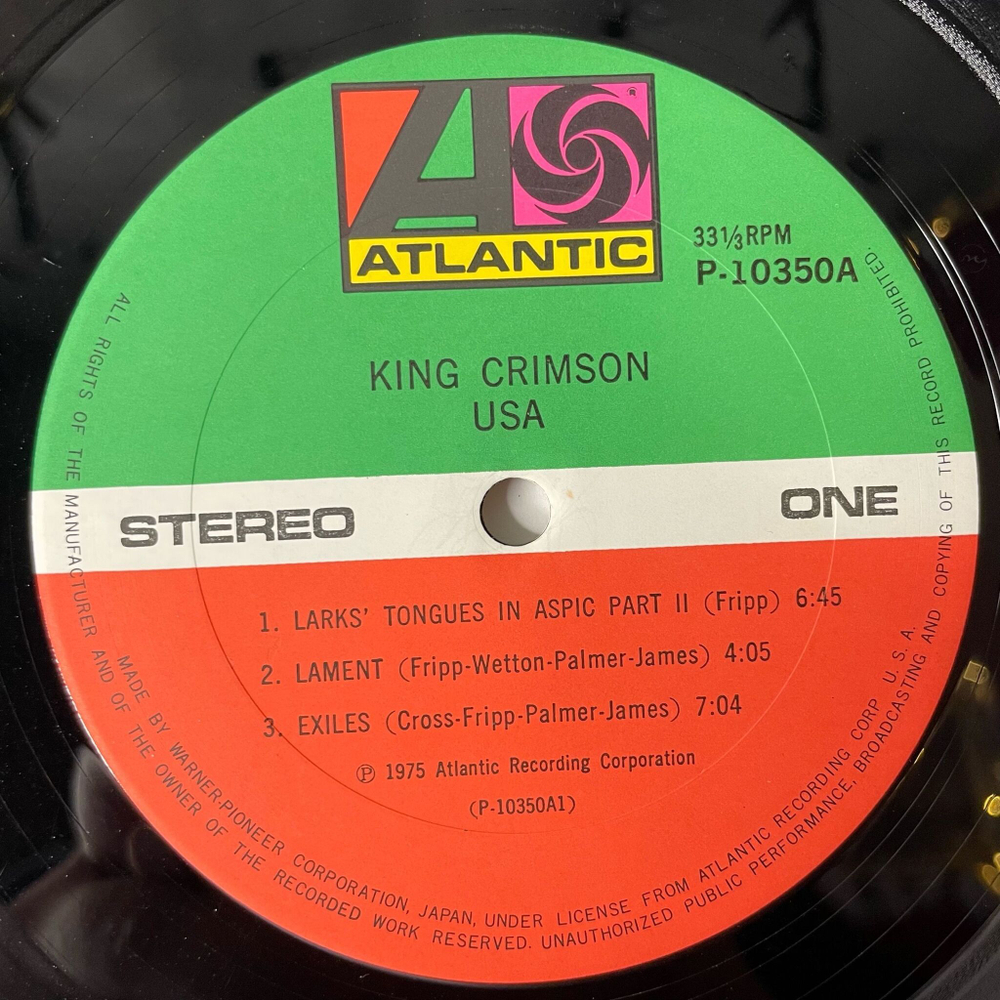 ATLANTIC
33⅓RPM
P-10350A
KING CRIMSON
USA
STEREO
ONE
1. LARKS' TONGUES IN ASPIC PART II (Fripp) 6:45
2. LAMENT (Fripp-Wetton-Palmer-James) 4:05
3. EXILES (Cross-Fripp-Palmer-James) 7:04
Ⓟ 1975 Atlantic Recording Corporation
(P-10350A1)
MADE BY WARNER-PIONEER CORPORATION, JAPAN, UNDER LICENSE FROM ATLANTIC RECORDING CORP U.S.A.
ALL RIGHTS OF THE MANUFACTURER AND OF THE OWNER OF THE RECORDED WORK RESERVED. UNAUTHORIZED PUBLIC PERFORMANCE, BROADCASTING AND COPYING OF THIS RECORD PROHIBITED.